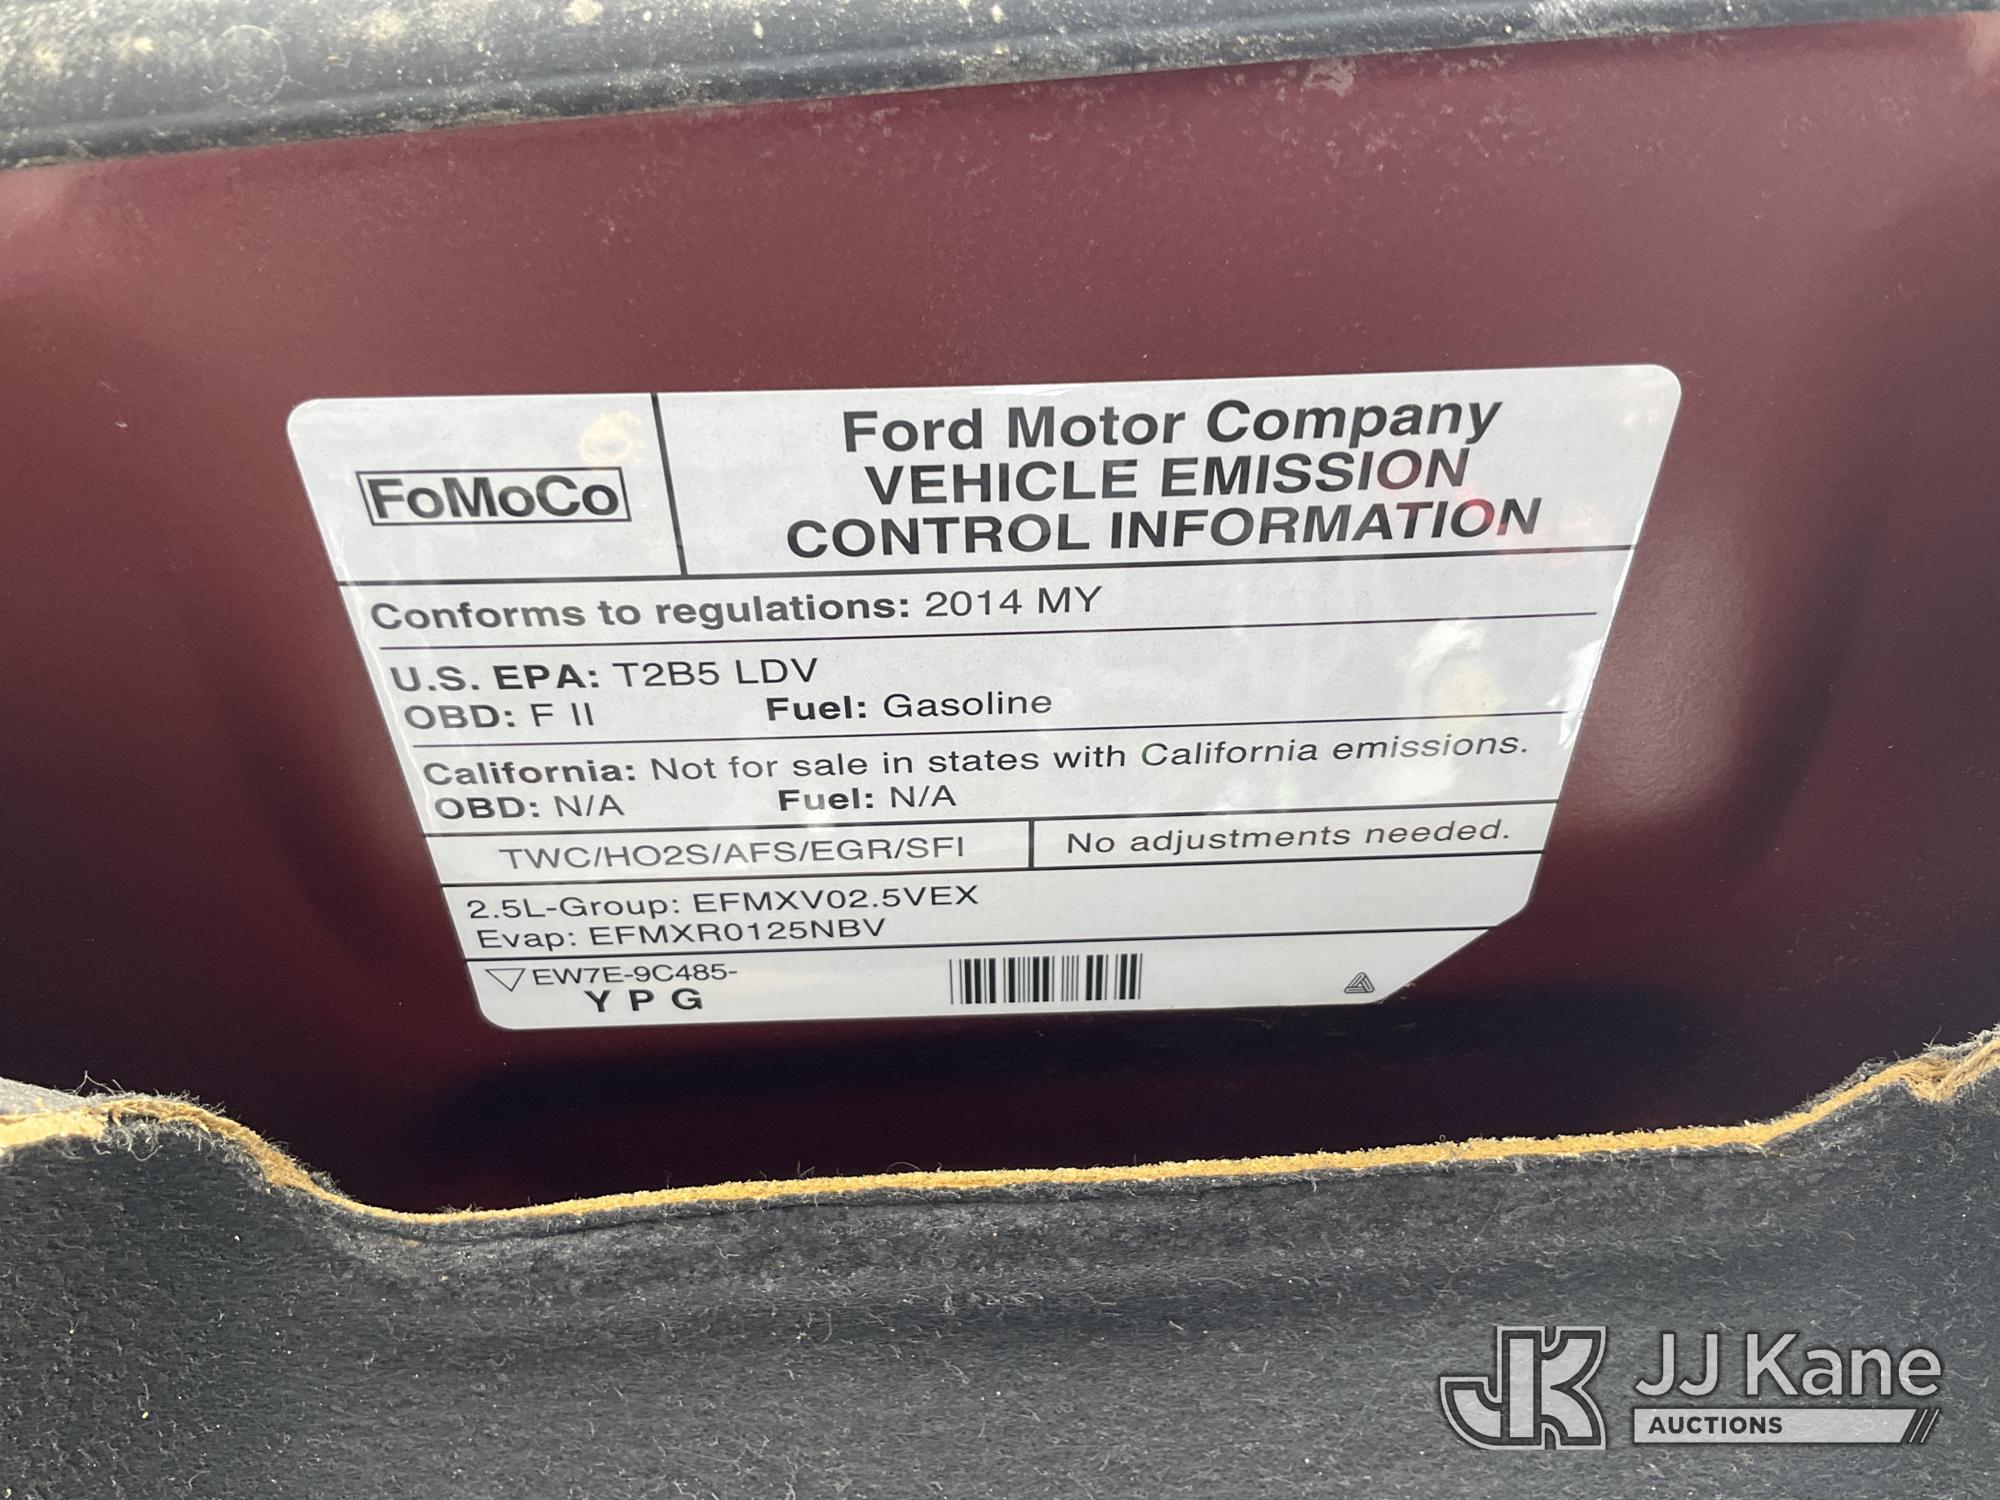 FoMoCo
Ford Motor Company
VEHICLE EMISSION
CONTROL INFORMATION
Conforms to regulations: 2014 MY
U.S. EPA: T2B5 LDV
OBD: F II Fuel: Gasoline
California: Not for sale in states with California emissions.
OBD: N/A Fuel: N/A
TWC/HO2S/AFS/EGR/SFI No adjustments needed.
2.5L-Group: EFMXV02.5VEX
Evap: EFMXR0125NBV
EW7E-9C485-
Y P G
JK JJ Kane
AUCTIONS